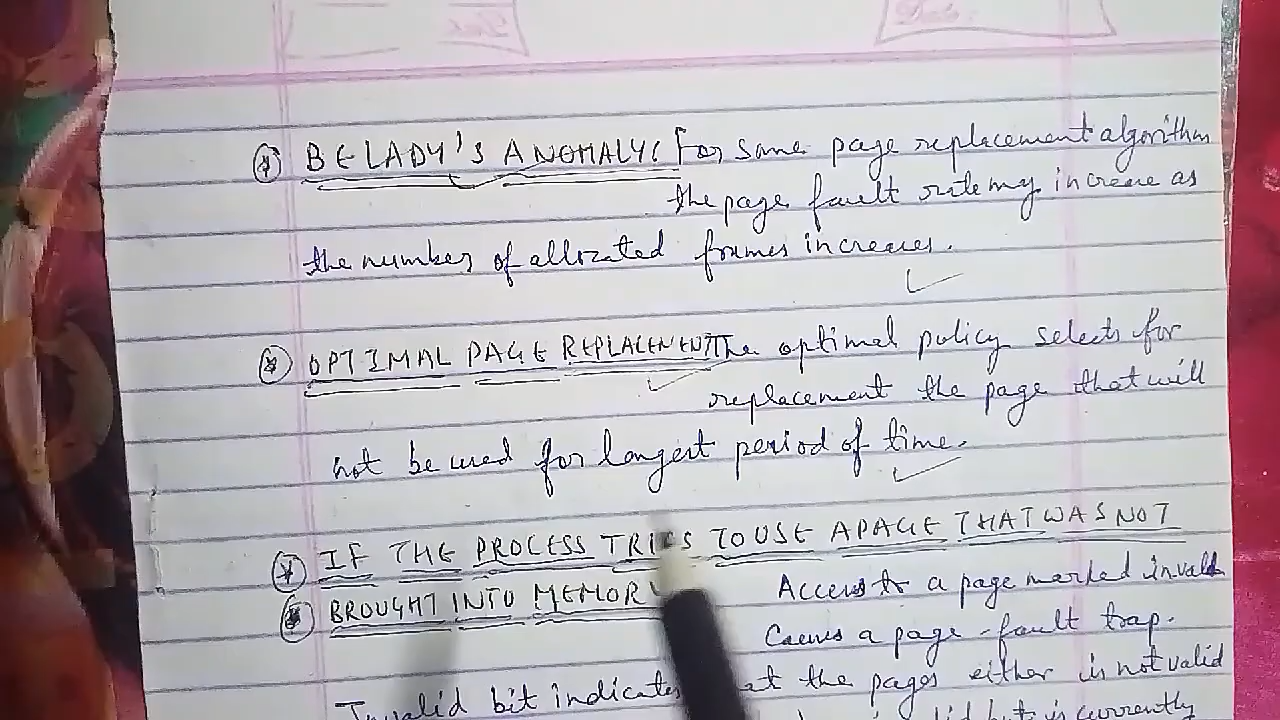 BELADY'S ANOMALY: For some page replacement algorithm
the page fault rate may increase as
the number of allocated frames increases.
OPTIMAL PAGE REPLACEMENT The optimal policy selects for
replacement the page that will
not be used for longest period of time.
IF THE PROCESS TRIES TO USE A PAGE THAT WAS NOT
BROUGHT INTO MEMORY Access to a page marked invalid
Causes a page-fault trap.
Invalid bit indicates the pages either is not valid
but is currently